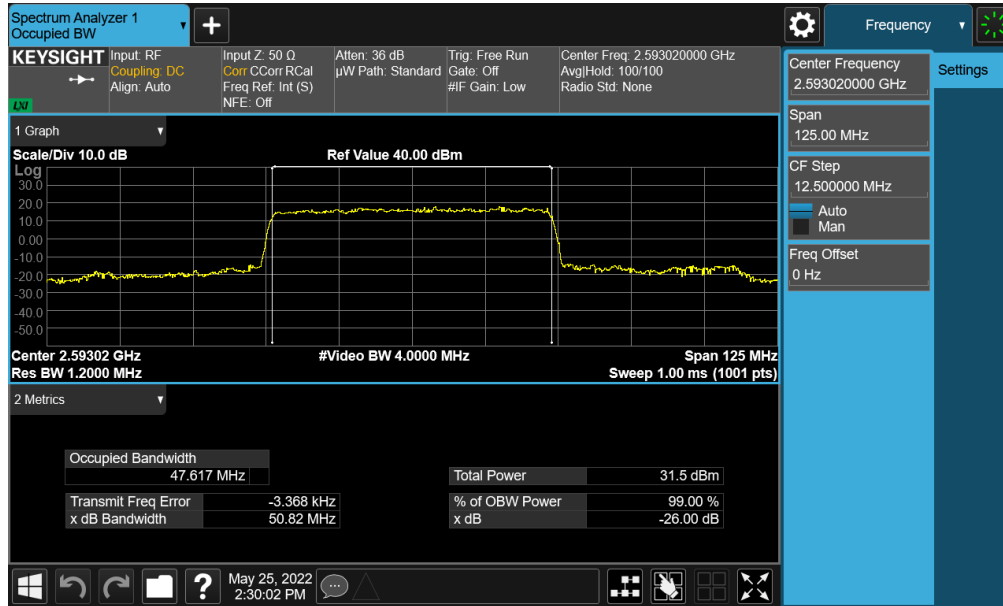 Spectrum Analyzer 1
Occupied BW
+
Frequency
KEYSIGHT
LXI
Input: RF
Coupling: DC
Align: Auto
Input Z: 50 Ω
Corr CCorr RCal
Freq Ref: Int (S)
NFE: Off
Atten: 36 dB
µW Path: Standard
Trig: Free Run
Gate: Off
#IF Gain: Low
Center Freq: 2.593020000 GHz
Avg|Hold: 100/100
Radio Std: None
Center Frequency
2.593020000 GHz
Settings
Span
125.00 MHz
CF Step
12.500000 MHz
Auto
Man
Freq Offset
0 Hz
1 Graph
Scale/Div 10.0 dB
Ref Value 40.00 dBm
Log
30.0
20.0
10.0
0.00
-10.0
-20.0
-30.0
-40.0
-50.0
Center 2.59302 GHz
#Video BW 4.0000 MHz
Span 125 MHz
Res BW 1.2000 MHz
Sweep 1.00 ms (1001 pts)
2 Metrics
Occupied Bandwidth
47.617 MHz
Total Power
31.5 dBm
Transmit Freq Error
-3.368 kHz
% of OBW Power
99.00 %
x dB Bandwidth
50.82 MHz
x dB
-26.00 dB
?
May 25, 2022
2:30:02 PM